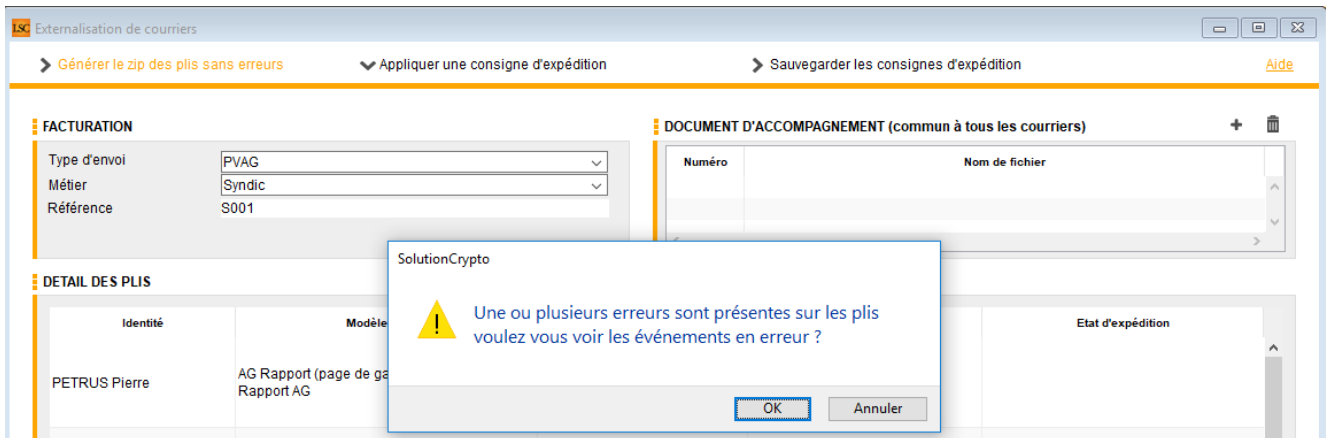 LSC Externalisation de courriers
Générer le zip des plis sans erreurs Appliquer une consigne d'expédition Sauvegarder les consignes d'expédition Aide
FACTURATION
Type d'envoi PVAG
Métier Syndic
Référence S001
DOCUMENT D'ACCOMPAGNEMENT (commun à tous les courriers)
Numéro Nom de fichier
SolutionCrypto
Une ou plusieurs erreurs sont présentes sur les plis
voulez vous voir les événements en erreur ?
OK Annuler
DETAIL DES PLIS
Identité Modèle Etat d'expédition
PETRUS Pierre
AG Rapport (page de ga
Rapport AG